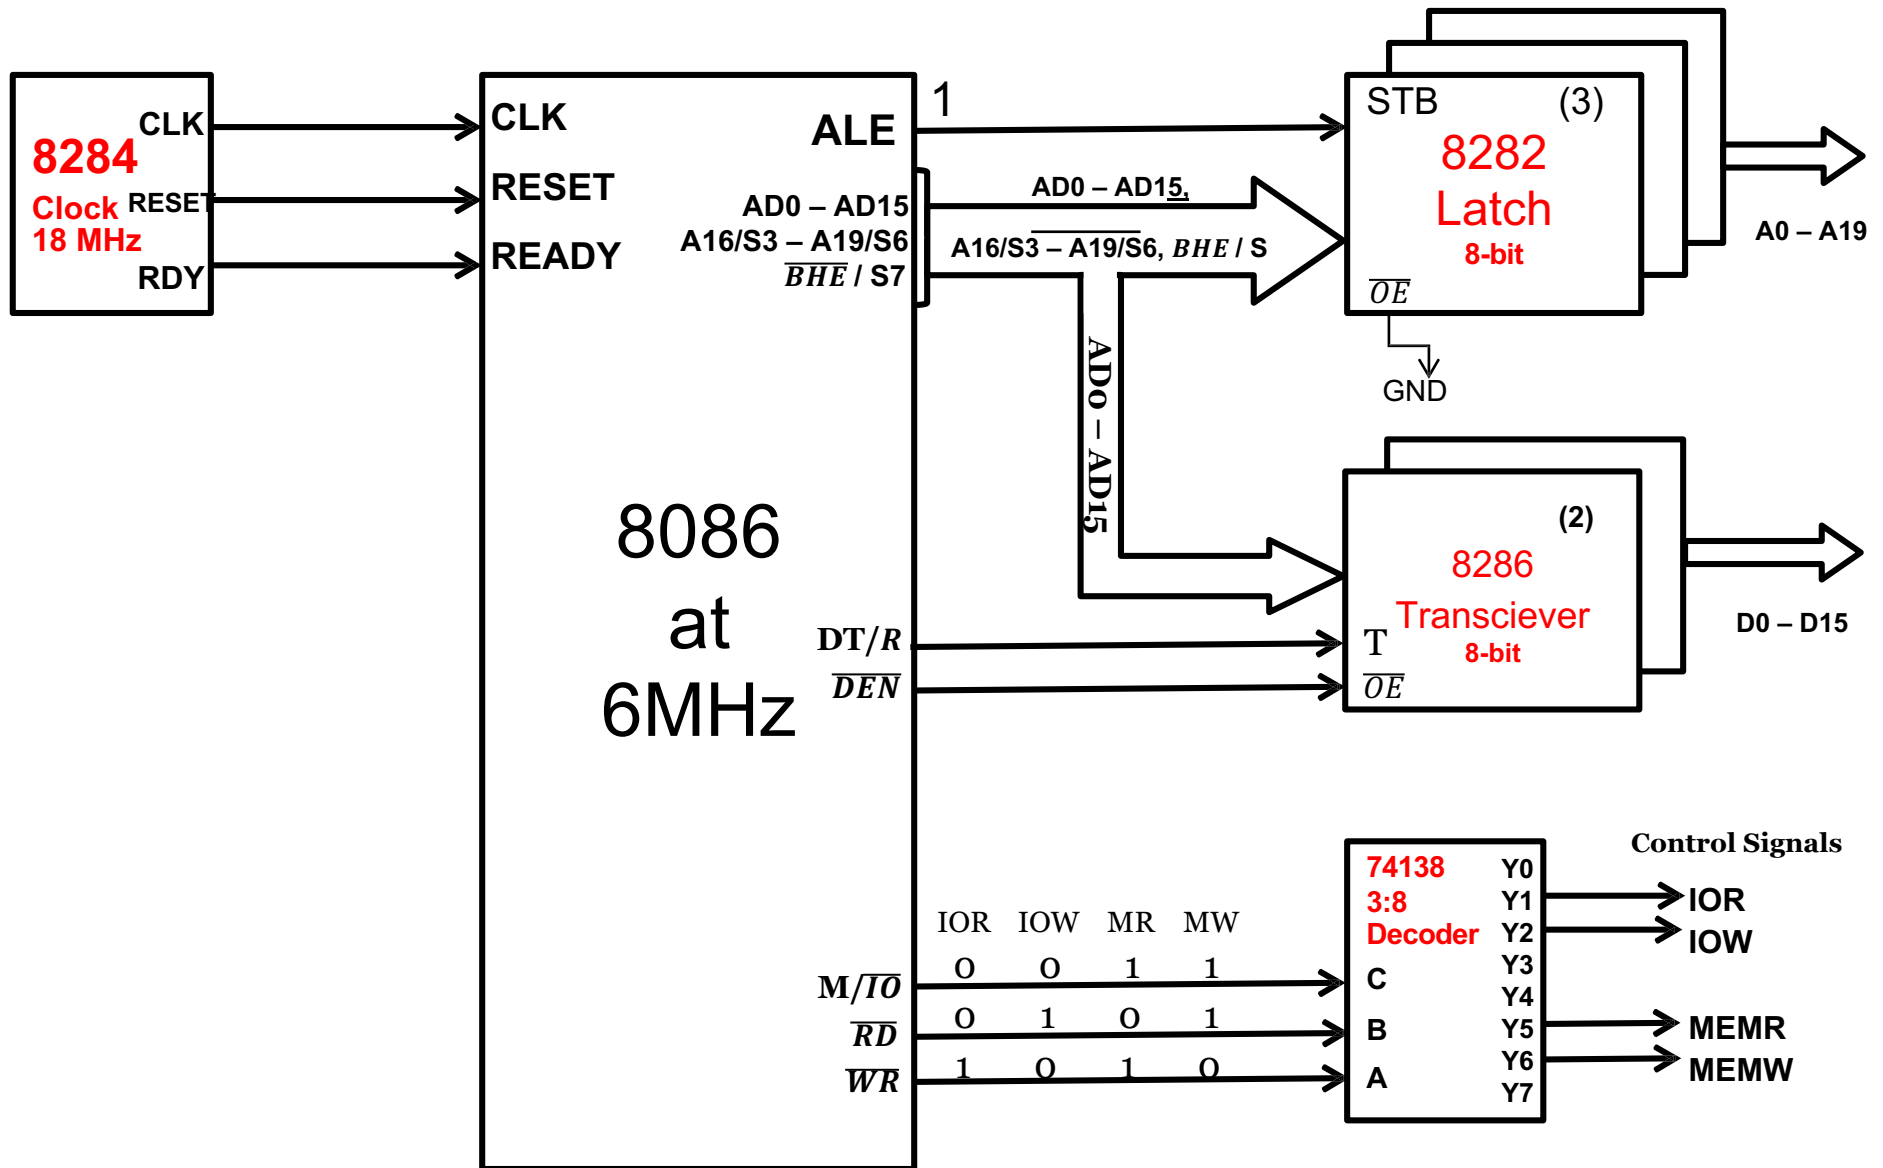 8284
Clock
18 MHz
CLK
RESET
RDY
CLK
RESET
READY
8086
at
6MHz
ALE
AD0 – AD15
A16/S3 – A19/S6
BHE / S7
DT/R
DEN
M/IO
RD
WR
1
AD0 – AD15,
A16/S3 – A19/S6, BHE / S
AD0 – AD15
STB (3)
8282
Latch
8-bit
OE
GND
A0 – A19
(2)
8286
Transciever
8-bit
T
OE
D0 – D15
IOR IOW MR MW
0 0 1 1
0 1 0 1
1 0 1 0
74138
3:8
Decoder
C
B
A
Y0
Y1
Y2
Y3
Y4
Y5
Y6
Y7
Control Signals
IOR
IOW
MEMR
MEMW